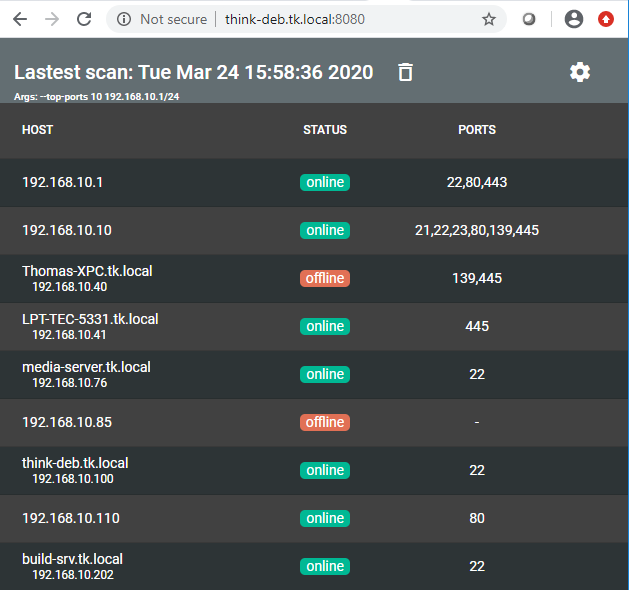 Not secure | think-deb.tk.local:8080
Lastest scan: Tue Mar 24 15:58:36 2020
Args: --top-ports 10 192.168.10.1/24
HOST STATUS PORTS
192.168.10.1 online 22,80,443
192.168.10.10 online 21,22,23,80,139,445
Thomas-XPC.tk.local offline 139,445
192.168.10.40
LPT-TEC-5331.tk.local online 445
192.168.10.41
media-server.tk.local online 22
192.168.10.76
192.168.10.85 offline -
think-deb.tk.local online 22
192.168.10.100
192.168.10.110 online 80
build-srv.tk.local online 22
192.168.10.202